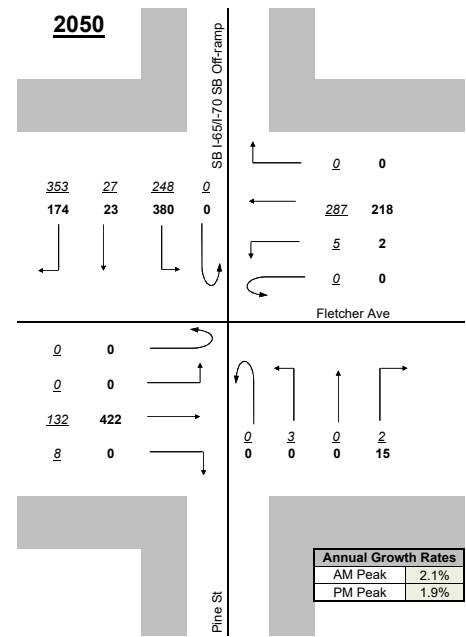 2050
SB I-65/I-70 SB Off-ramp
0 0
353 27 248 0
174 23 380 0
287 218
5 2
0 0
Fletcher Ave
0 0
0 0
132 422
8 0
0 3 0 2
0 0 0 15
Annual Growth Rates
AM Peak 2.1%
PM Peak 1.9%
Pine St